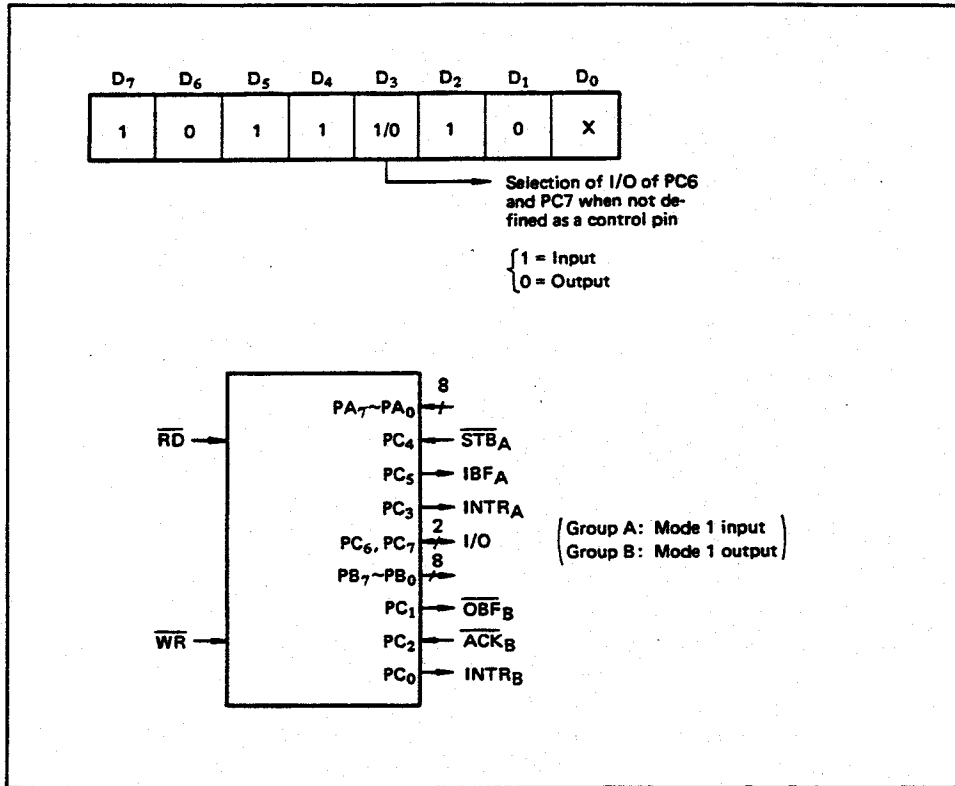 D7 D6 D5 D4 D3 D2 D1 D0
1 0 1 1 1/0 1 0 X
Selection of I/O of PC6
and PC7 when not de-
fined as a control pin
1 = Input
0 = Output
8
PA7~PA0
RD PC4 STBA
PC5 IBFA
PC3 INTRA
2
PC6, PC7 I/O
(Group A: Mode 1 input
Group B: Mode 1 output)
8
PB7~PB0
PC1 OBFB
WR PC2 ACKB
PC0 INTRB